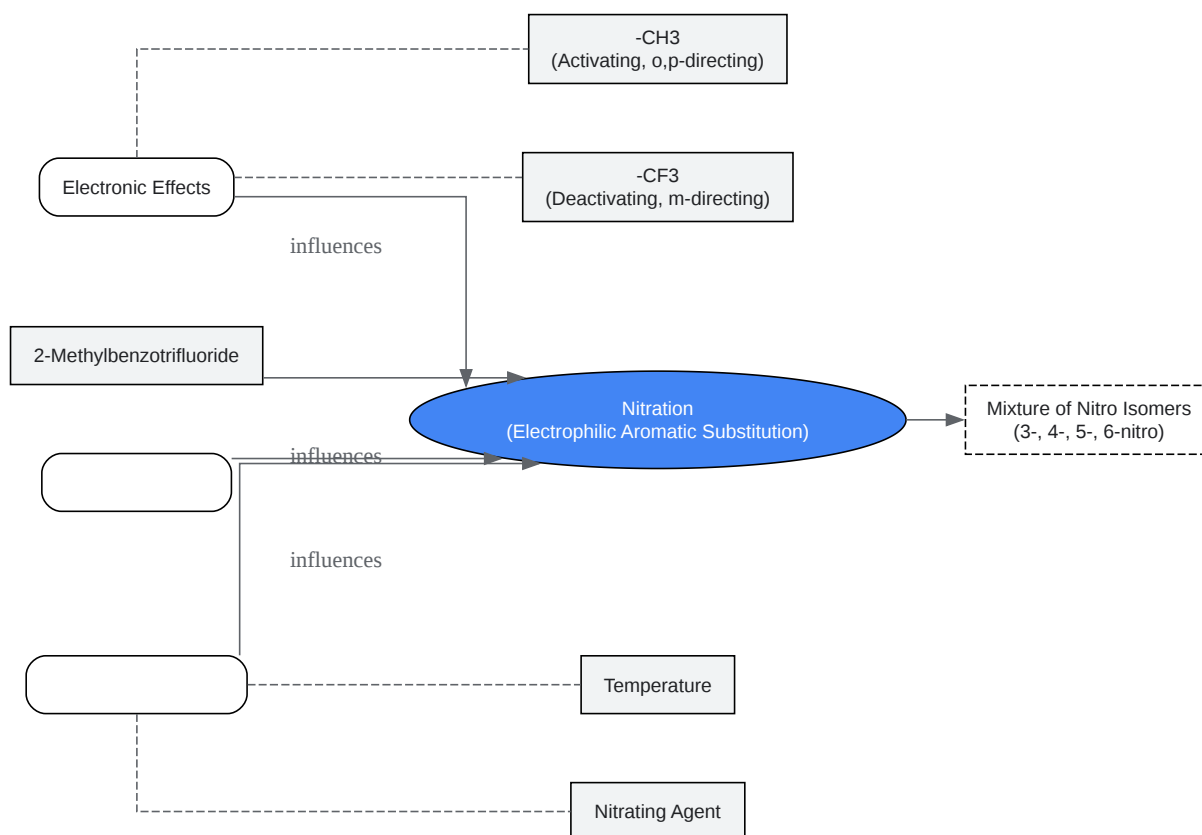 -CH3
(Activating, o,p-directing)
Electronic Effects
-CF3
(Deactivating, m-directing)
influences
2-Methylbenzotrifluoride
Nitration
(Electrophilic Aromatic Substitution)
Mixture of Nitro Isomers
(3-, 4-, 5-, 6-nitro)
influences
influences
Temperature
Nitrating Agent